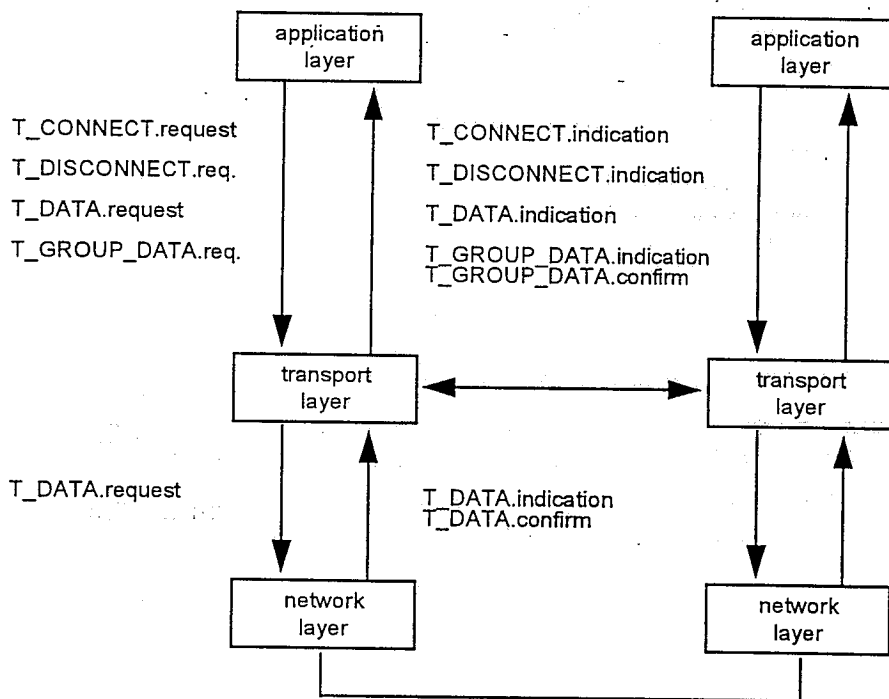 application
layer
application
layer
T_CONNECT.request
T_DISCONNECT.req.
T_DATA.request
T_GROUP_DATA.req.
T_CONNECT.indication
T_DISCONNECT.indication
T_DATA.indication
T_GROUP_DATA.indication
T_GROUP_DATA.confirm
transport
layer
transport
layer
T_DATA.request
T_DATA.indication
T_DATA.confirm
network
layer
network
layer